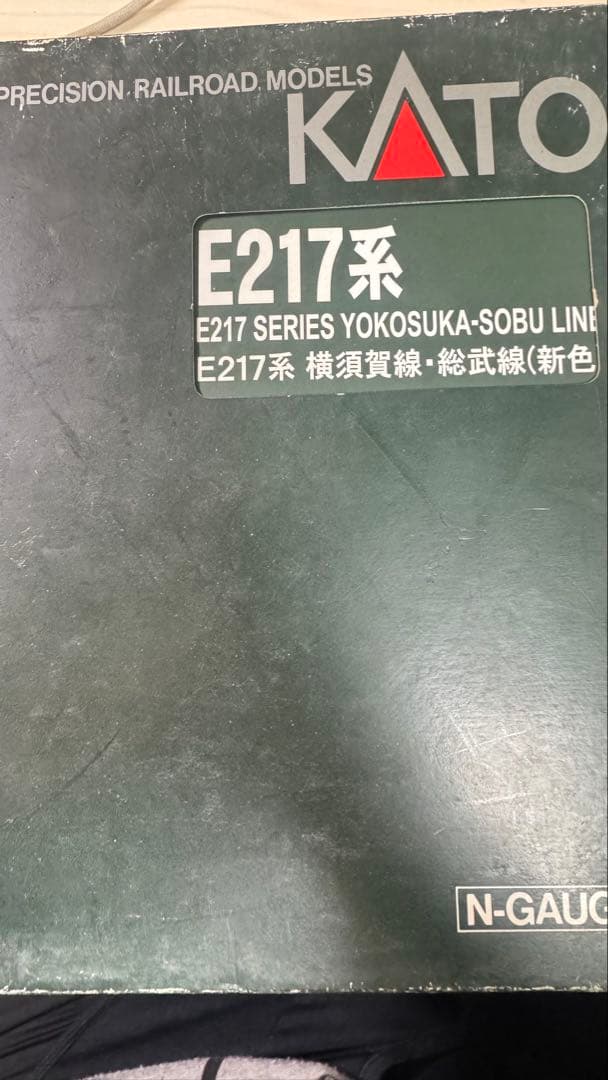 PRECISION RAILROAD MODELS
KATO
E217系
E217 SERIES YOKOSUKA-SOBU LINE
E217系 横須賀線・総武線(新色
N-GAUG